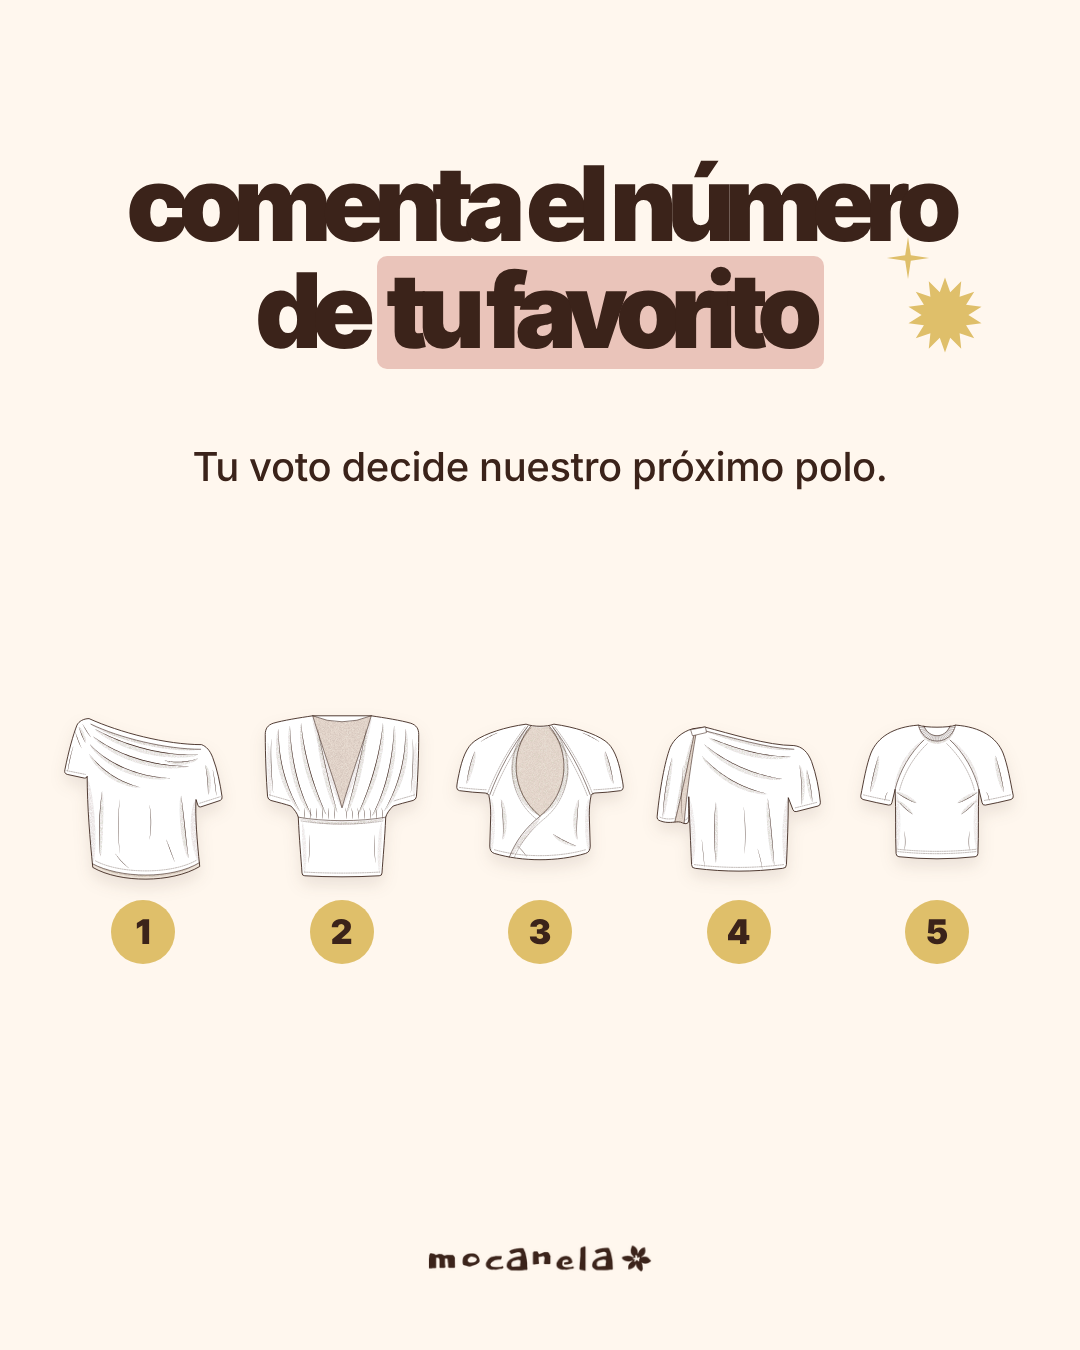 comenta el número
de tu favorito
Tu voto decide nuestro próximo polo.
1 2 3 4 5
mocanela